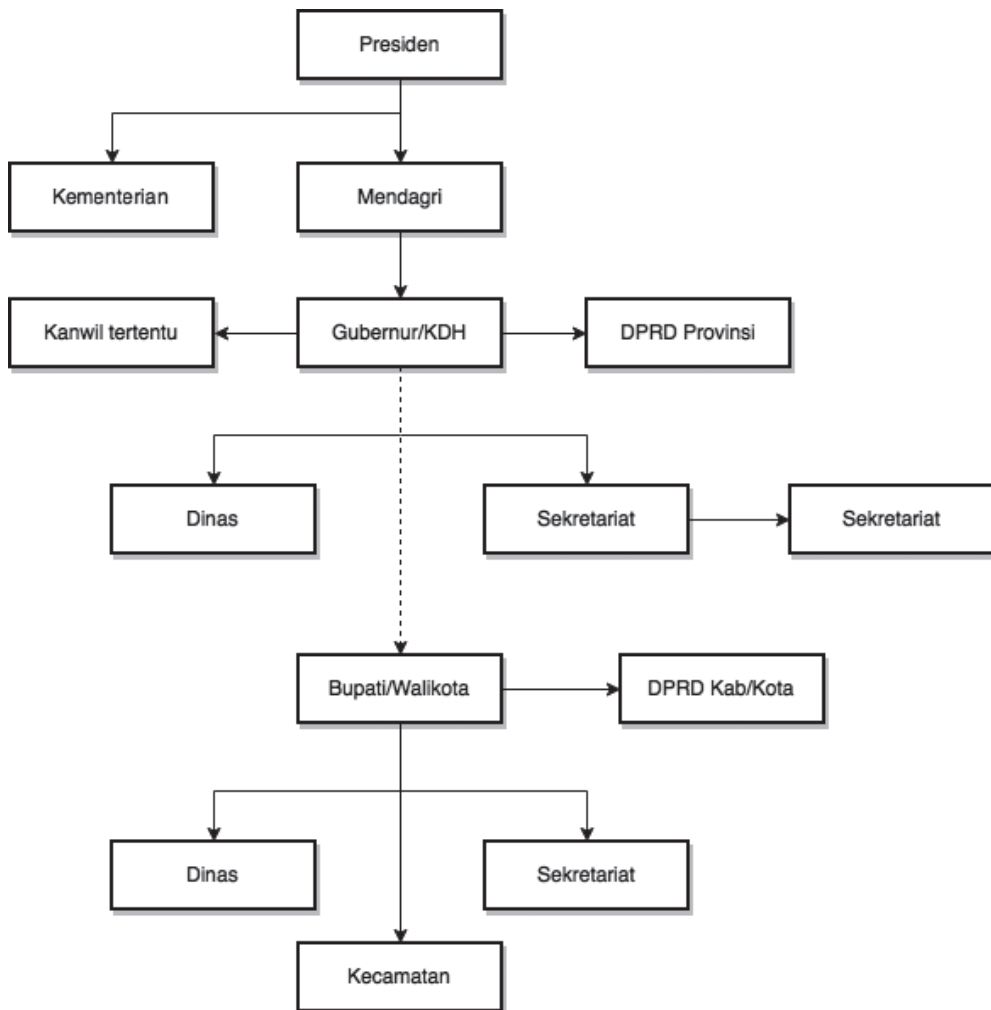 Presiden
Kementerian
Mendagri
Kanwil tertentu
Gubernur/KDH
DPRD Provinsi
Dinas
Sekretariat
Sekretariat
Bupati/Walikota
DPRD Kab/Kota
Dinas
Sekretariat
Kecamatan